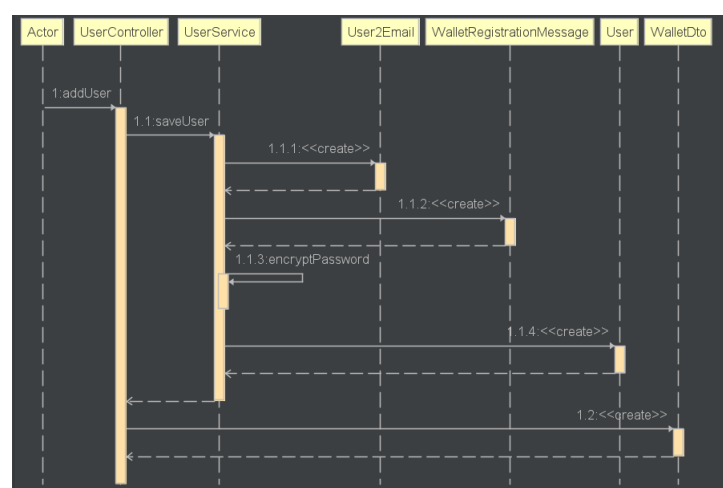 Actor UserController UserService User2Email WalletRegistrationMessage User WalletDto
1:addUser
1.1:saveUser
1.1.1:<<create>>
1.1.2:<<create>>
1.1.3:encryptPassword
1.1.4:<<create>>
1.2:<<create>>